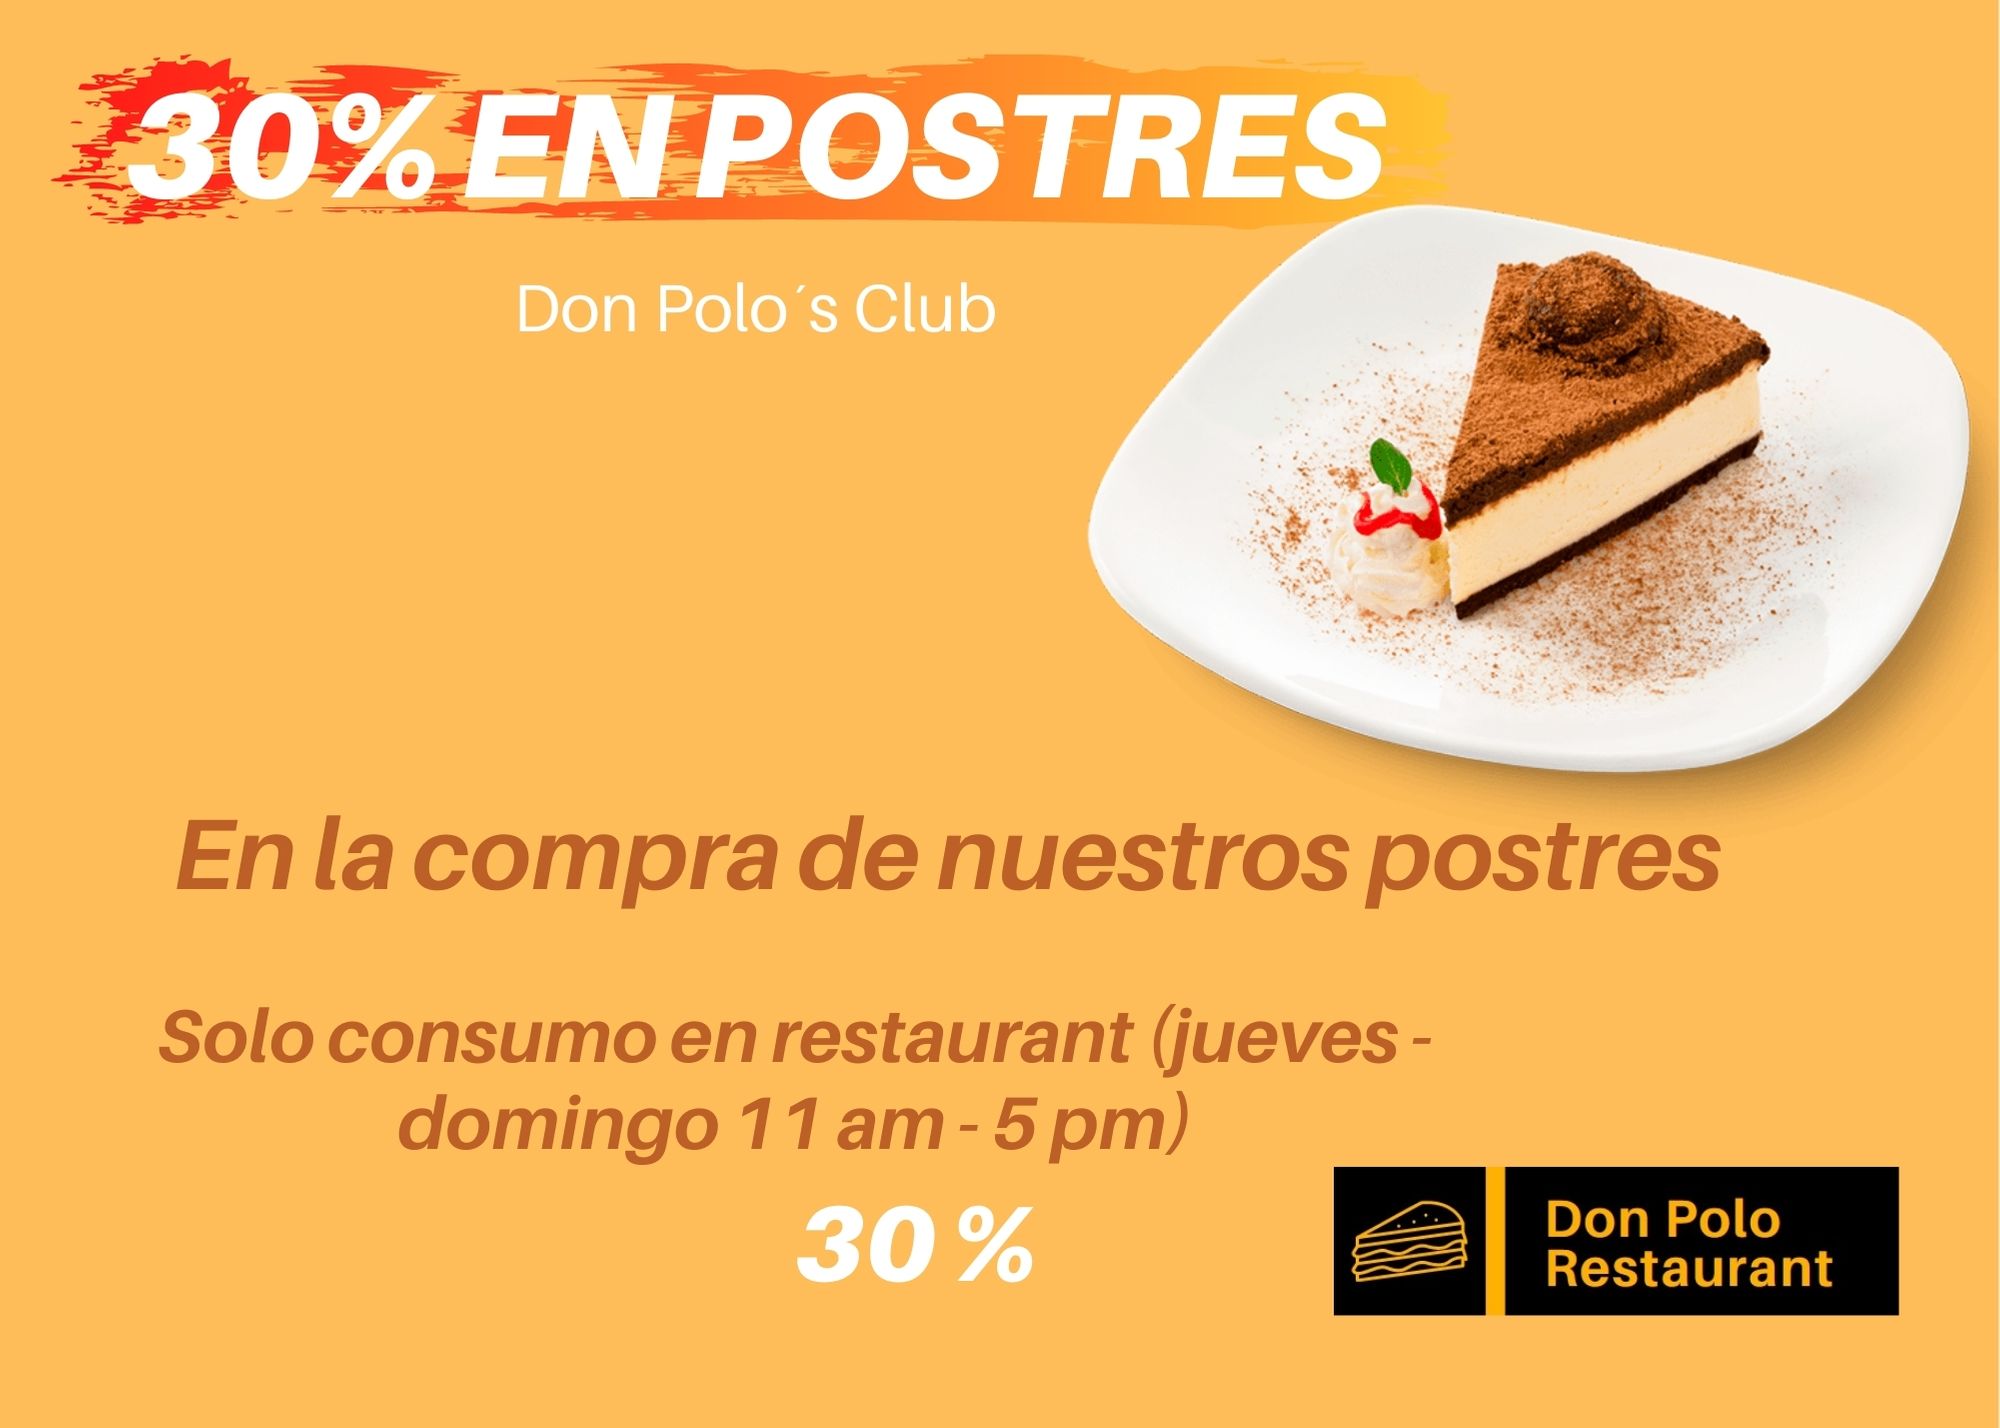 30% EN POSTRES
Don Polo´s Club
En la compra de nuestros postres
Solo consumo en restaurant (jueves -
domingo 11 am - 5 pm)
30 %
Don Polo
Restaurant